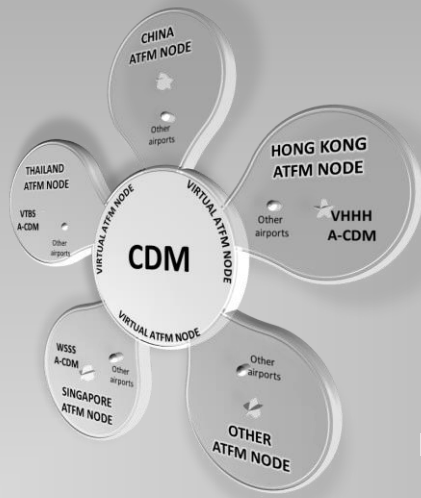 CHINA
ATFM NODE
Other
airports
HONG KONG
ATFM NODE
Other
airports
VHHH
A-CDM
THAILAND
ATFM NODE
VTBS
A-CDM
Other
airports
VIRTUAL ATFM NODE
VIRTUAL ATFM NODE
CDM
VIRTUAL ATFM NODE
WSSS
A-CDM
Other
airports
SINGAPORE
ATFM NODE
Other
airports
OTHER
ATFM NODE